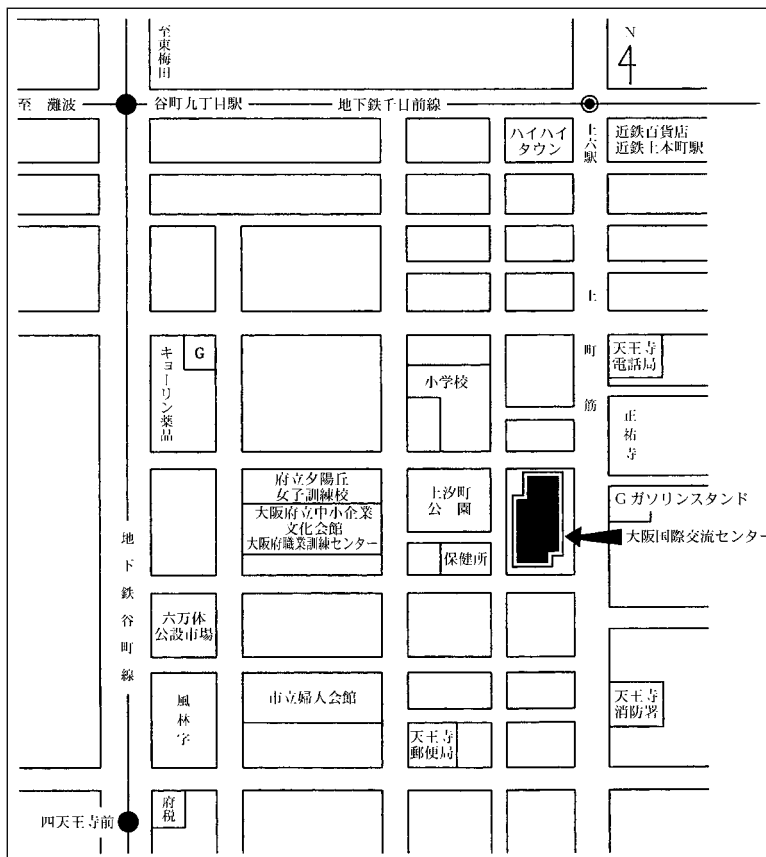 至東梅田
N
至 灘波
谷町九丁目駅
地下鉄千日前線
ハイハイ
タウン
上六駅
近鉄百貨店
近鉄上本町駅
上町筋
キョーリン薬品
G
小学校
天王寺
電話局
正祐寺
府立夕陽丘
女子訓練校
大阪府立中小企業
文化会館
大阪府職業訓練センター
上汐町
公園
保健所
Gガソリンスタンド
大阪国際交流センター
地下鉄谷町線
六万体
公設市場
風林字
市立婦人会館
天王寺
郵便局
天王寺
消防署
四天王寺前
府税